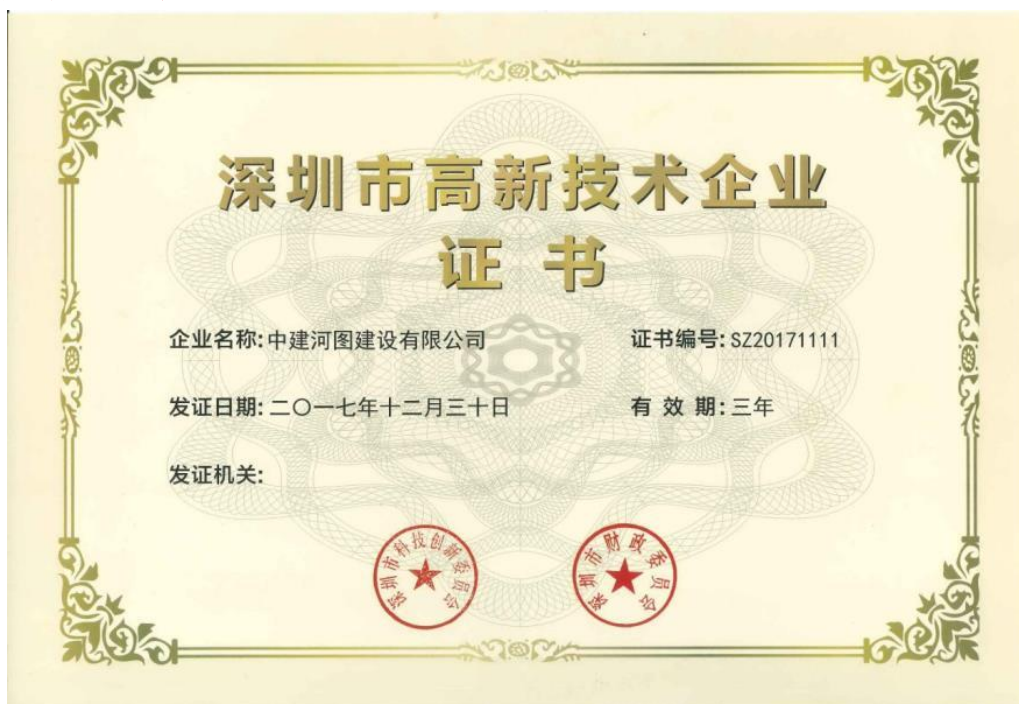 深圳市高新技术企业
证书
企业名称:中建河图建设有限公司
证书编号:SZ20171111
发证日期:二〇一七年十二月三十日
有效期:三年
发证机关:
深圳市科技创新委员会
深圳市财政委员会